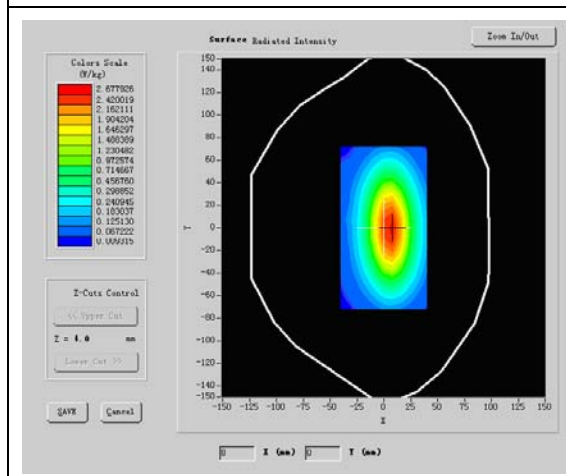 Surface Radiated Intensity
Zoom In/Out
Colors Scale
(W/kg)
2.677926
2.420019
2.162111
1.904204
1.646297
1.488389
1.230482
0.972574
0.714667
0.456760
0.298852
0.240945
0.183037
0.125130
0.067222
0.009315
Z-Cuts Control
<< Upper Cut
Z = 4.0 mm
Lower Cut >>
SAVE
Cancel
150
140
120
100
80
60
40
20
0
-20
-40
-60
-80
-100
-120
-140
-150
Y
-150 -125 -100 -75 -50 -25 0 25 50 75 100 125 150
X
0 X (mm) 0 Y (mm)